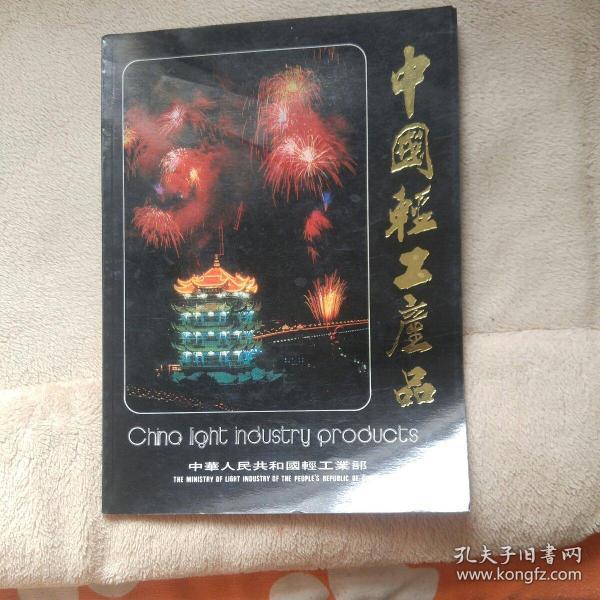 中國輕工產品
China light industry products
中華人民共和國輕工業部
THE MINISTRY OF LIGHT INDUSTRY OF THE PEOPLE'S REPUBLIC OF
孔夫子旧书网
www.kongfz.com